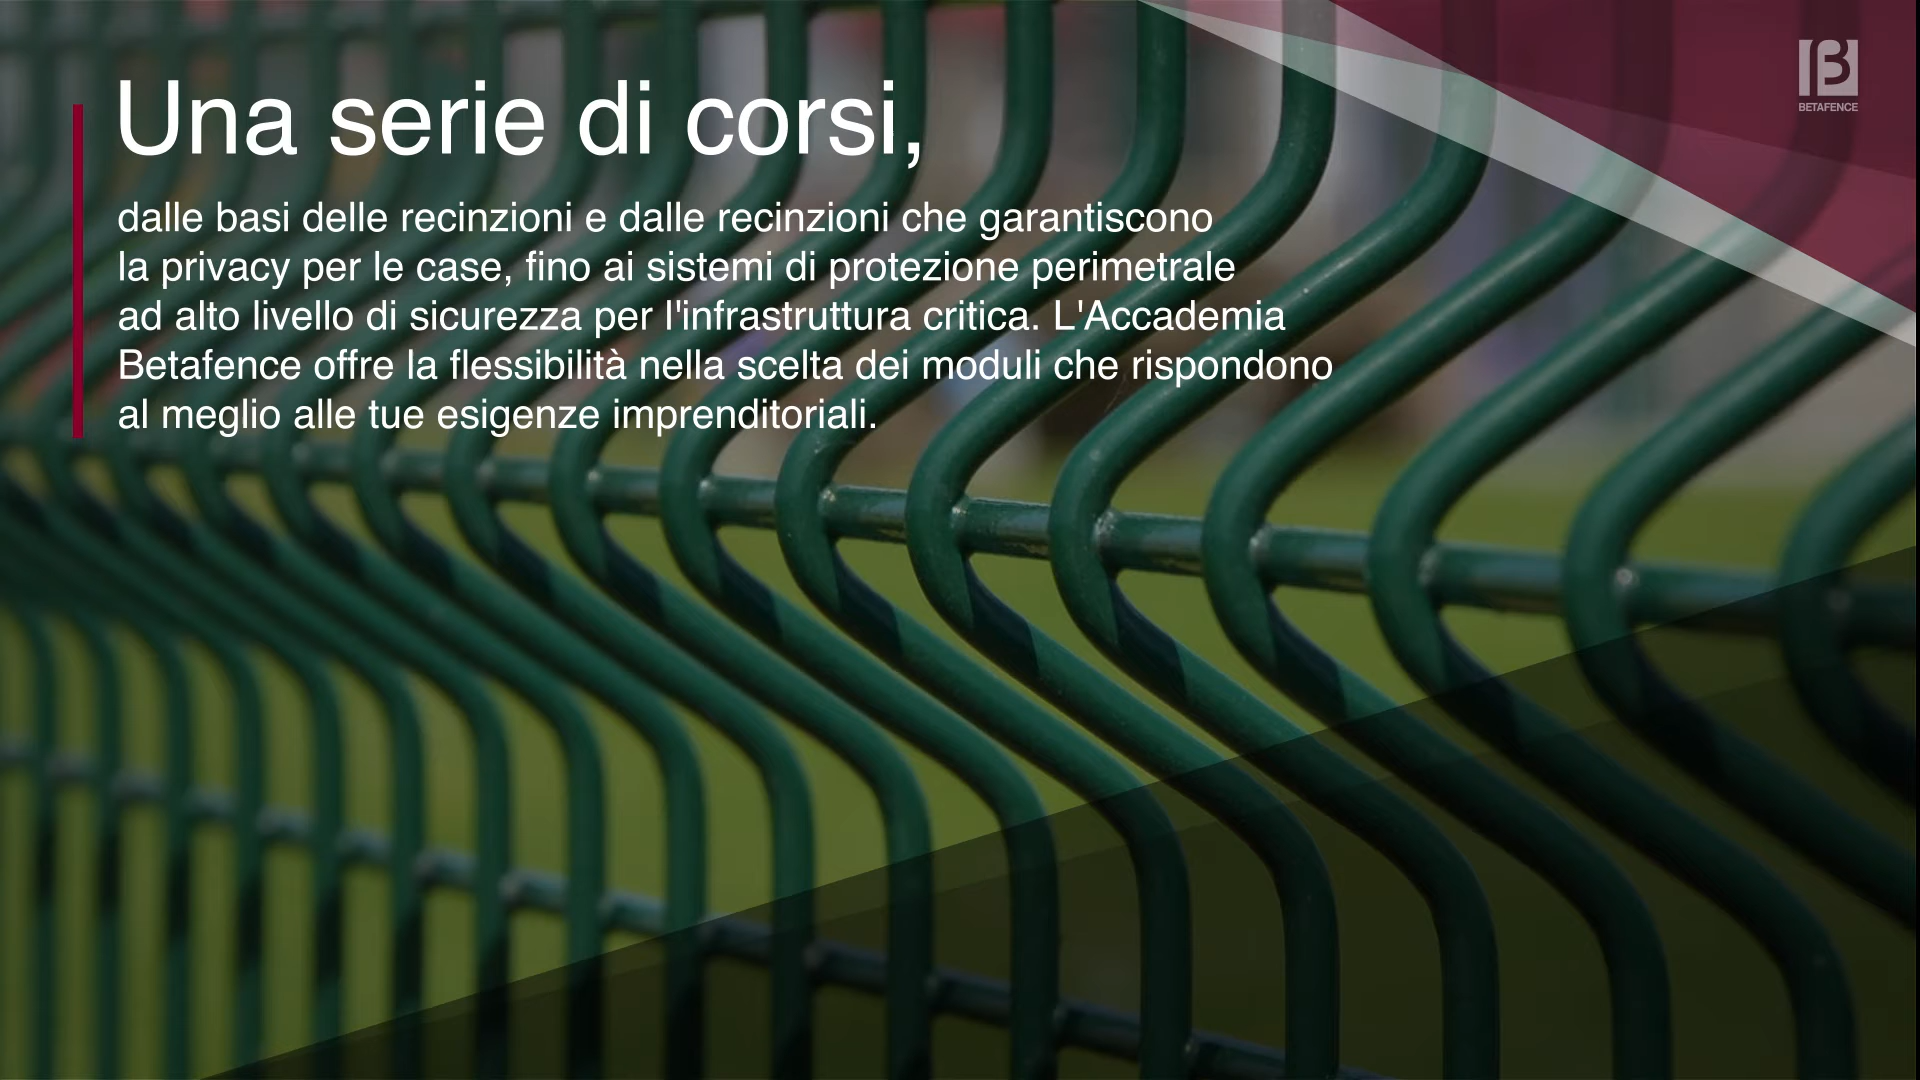 BETAFENCE
Una serie di corsi,
dalle basi delle recinzioni e dalle recinzioni che garantiscono
la privacy per le case, fino ai sistemi di protezione perimetrale
ad alto livello di sicurezza per l'infrastruttura critica. L'Accademia
Betafence offre la flessibilità nella scelta dei moduli che rispondono
al meglio alle tue esigenze imprenditoriali.